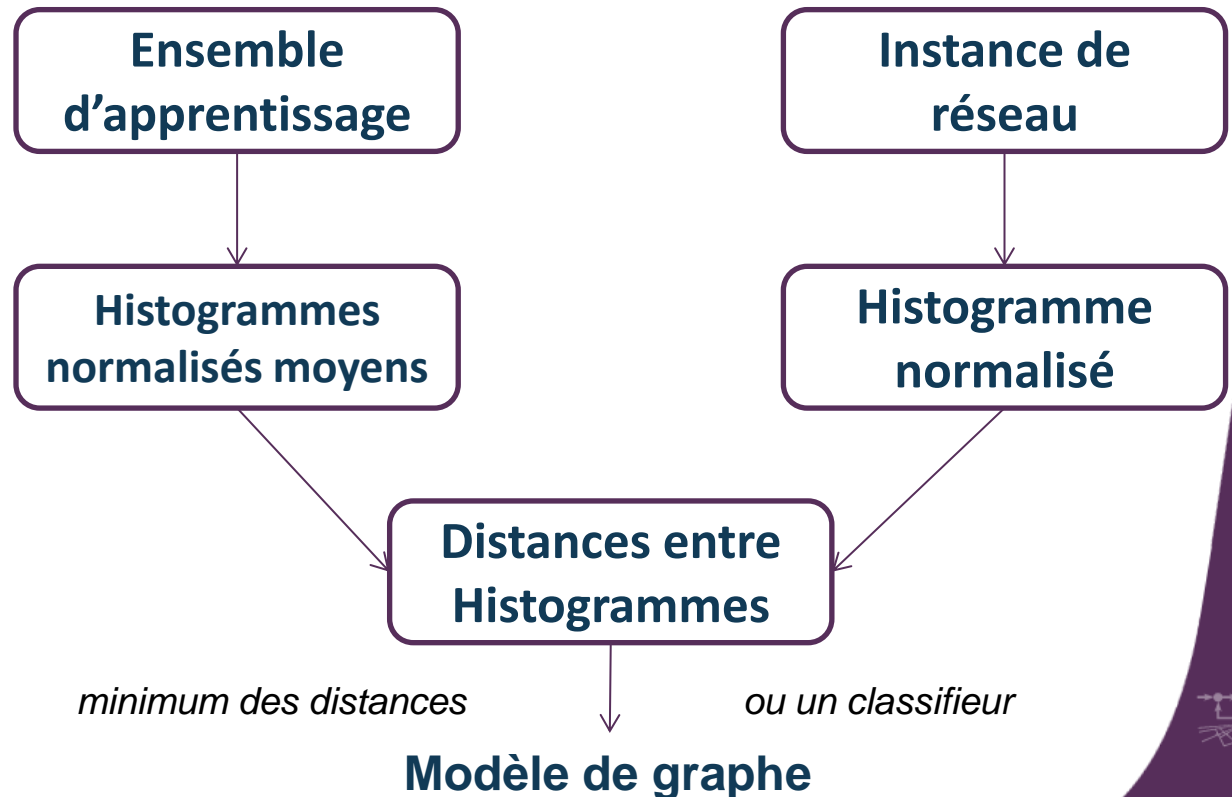 Ensemble
d'apprentissage
Instance de
réseau
Histogrammes
normalisés moyens
Histogramme
normalisé
Distances entre
Histogrammes
minimum des distances
ou un classifieur
Modèle de graphe